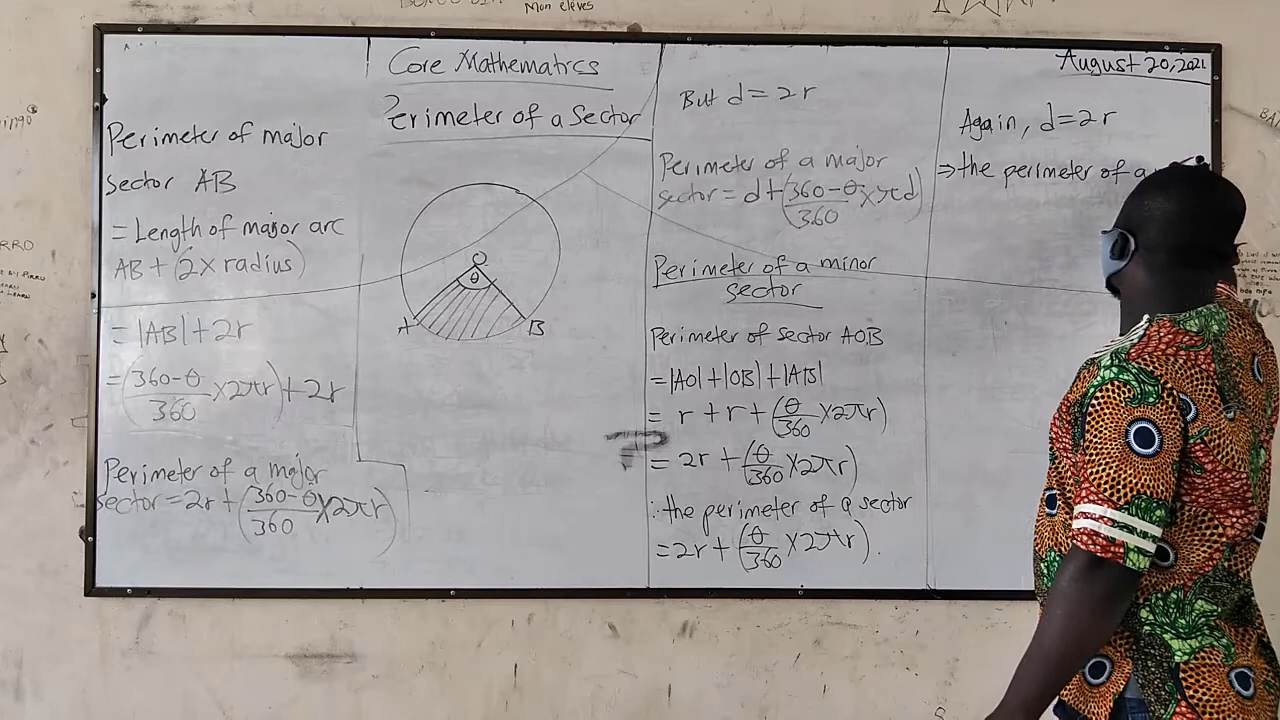 Mon elèves
Core Mathematics
Perimeter of a Sector
August 20, 2021
Perimeter of major
sector AB
= Length of major arc
AB + (2 x radius)
= |AB| + 2r
= (360-θ/360 x 2πr) + 2r
Perimeter of a major
sector = 2r + (360-θ/360 x 2πr)
O
θ
A
B
But d = 2r
Perimeter of a major
sector = d + (360-θ/360 x πd)
Perimeter of a minor
sector
Perimeter of sector AOB
= |AO| + |OB| + |AB|
= r + r + (θ/360 x 2πr)
= 2r + (θ/360 x 2πr)
∴ the perimeter of a sector
= 2r + (θ/360 x 2πr).
Again, d = 2r
⇒ the perimeter of a